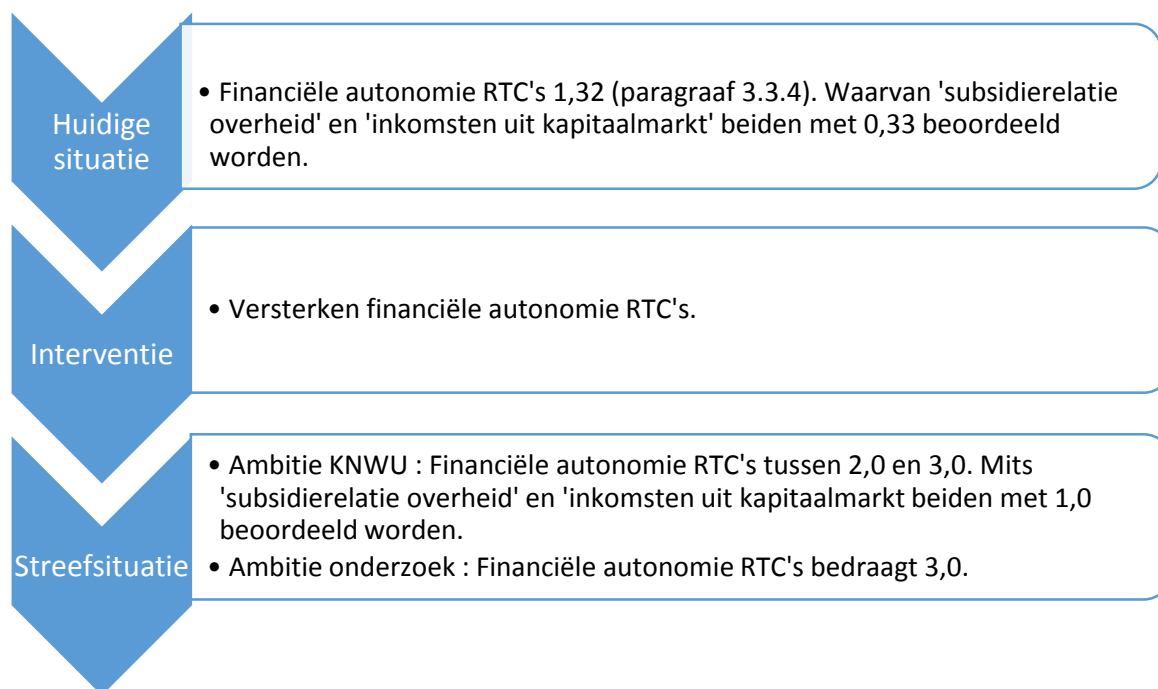 Huidige
situatie
• Financiële autonomie RTC's 1,32 (paragraaf 3.3.4). Waarvan 'subsidierelatie
overheid' en 'inkomsten uit kapitaalmarkt' beiden met 0,33 beoordeeld
worden.
Interventie
• Versterken financiële autonomie RTC's.
Streefsituatie
• Ambitie KNWU : Financiële autonomie RTC's tussen 2,0 en 3,0. Mits
'subsidierelatie overheid' en 'inkomsten uit kapitaalmarkt beiden met 1,0
beoordeeld worden.
• Ambitie onderzoek : Financiële autonomie RTC's bedraagt 3,0.